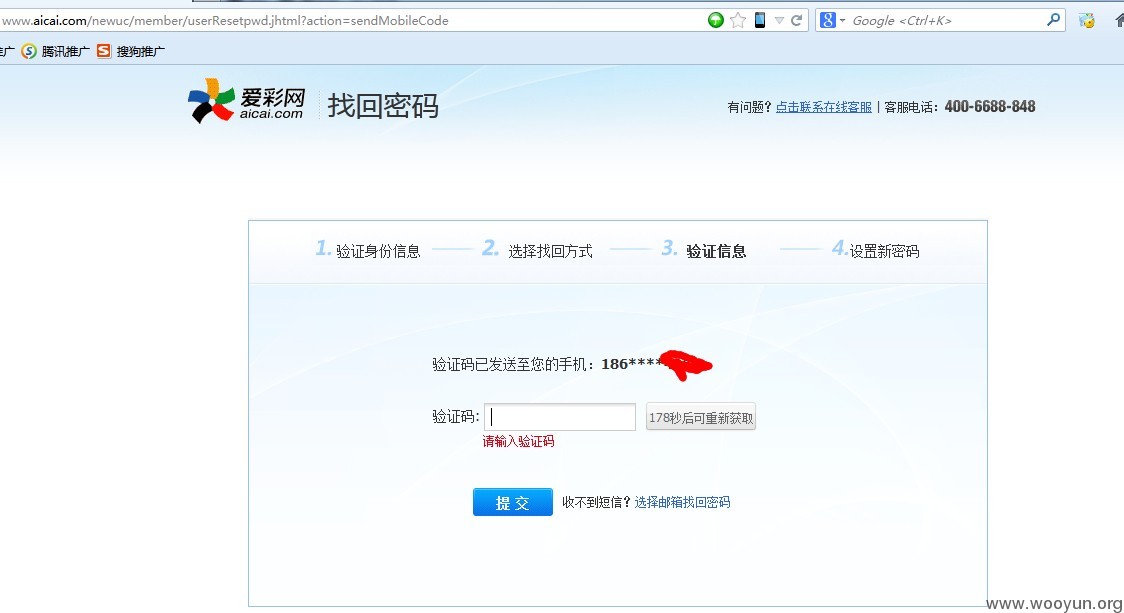 www.aicai.com/newuc/member/userResetpwd.jhtml?action=sendMobileCode
Google <Ctrl+K>
推广 腾讯推广 搜狗推广
爱彩网
aicai.com
找回密码
有问题？点击联系在线客服 | 客服电话：400-6688-848
1. 验证身份信息 2. 选择找回方式 3. 验证信息 4.设置新密码
验证码已发送至您的手机：186****
验证码: 178秒后可重新获取
请输入验证码
提 交 收不到短信？选择邮箱找回密码
www.wooyun.org